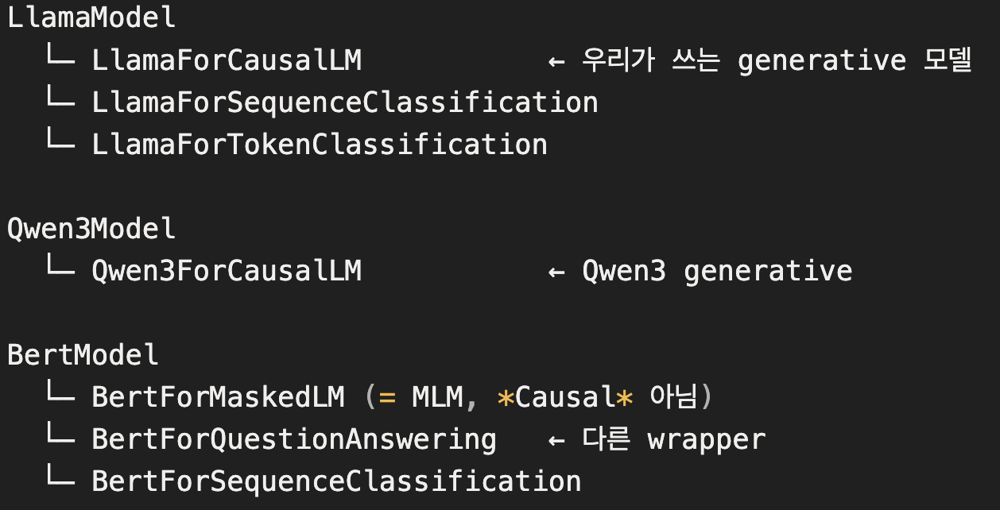 LlamaModel
└─ LlamaForCausalLM ← 우리가 쓰는 generative 모델
└─ LlamaForSequenceClassification
└─ LlamaForTokenClassification
Qwen3Model
└─ Qwen3ForCausalLM ← Qwen3 generative
BertModel
└─ BertForMaskedLM (= MLM, *Causal* 아님)
└─ BertForQuestionAnswering ← 다른 wrapper
└─ BertForSequenceClassification